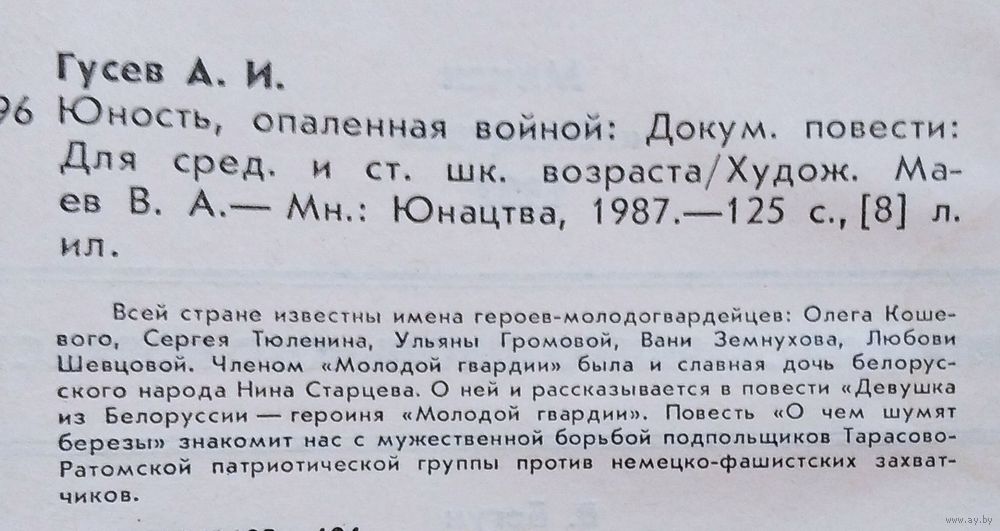 Гусев А. И.
96 Юность, опаленная войной: Докум. повести:
Для сред. и ст. шк. возраста/Худож. Ма-
ев В. А.— Мн.: Юнацтва, 1987.—125 с., [8] л.
ил.
Всей стране известны имена героев-молодогвардейцев: Олега Коше-
вого, Сергея Тюленина, Ульяны Громовой, Вани Земнухова, Любови
Шевцовой. Членом «Молодой гвардии» была и славная дочь белорус-
ского народа Нина Старцева. О ней и рассказывается в повести «Девушка
из Белоруссии — героиня «Молодой гвардии». Повесть «О чем шумят
березы» знакомит нас с мужественной борьбой подпольщиков Тарасово-
Ратомской патриотической группы против немецко-фашистских захват-
чиков.
www.ay.by